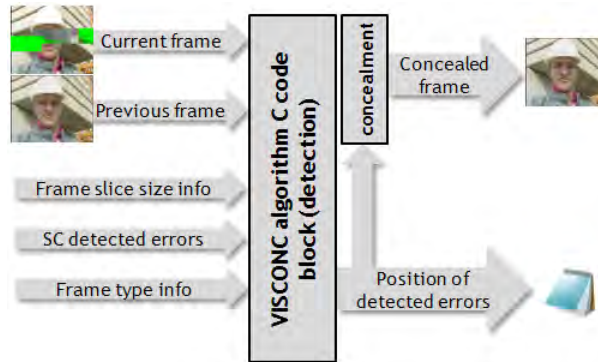 Current frame
Previous frame
Frame slice size info
SC detected errors
Frame type info
VISCONC algorithm C code
block (detection)
concealment
Concealed
frame
Position of
detected errors